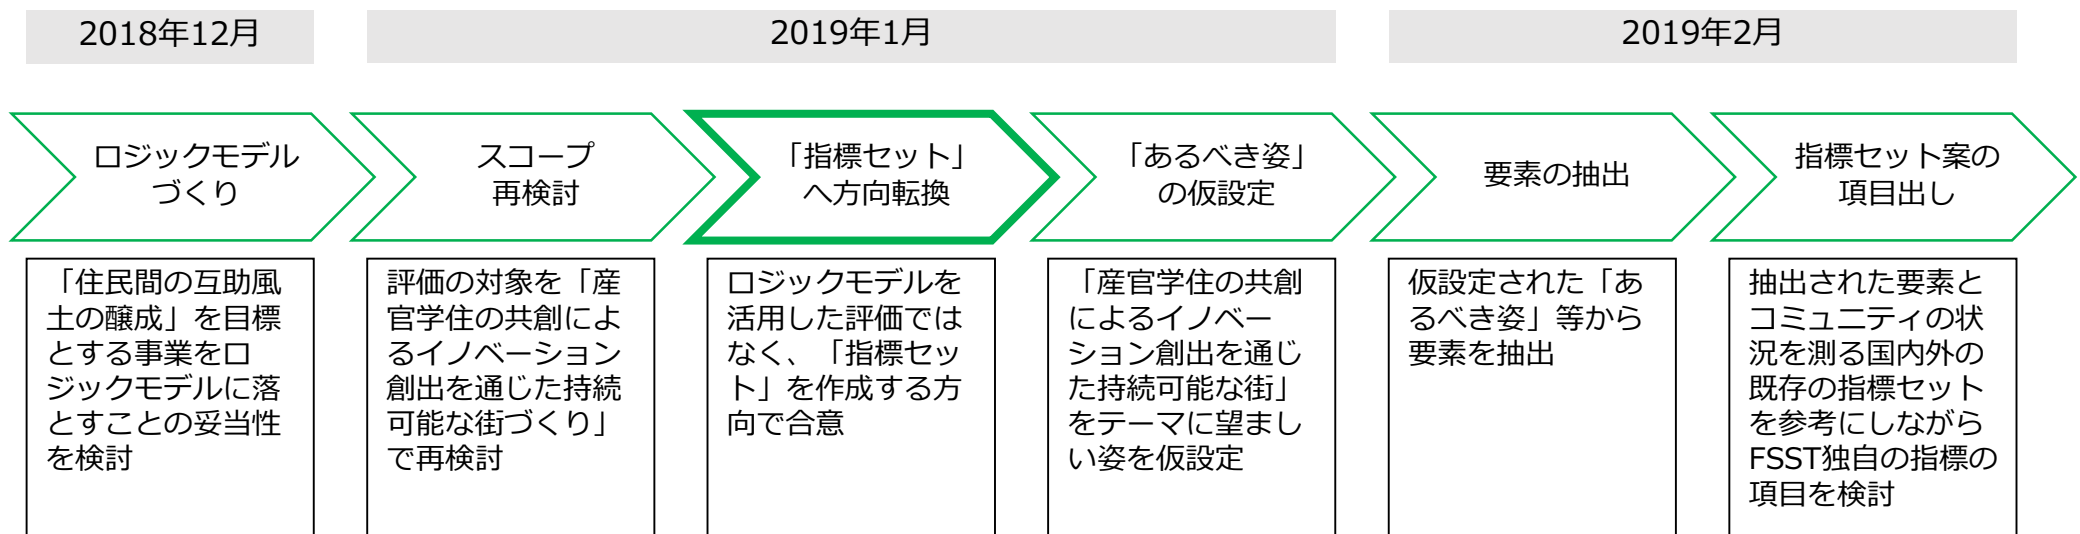 2018年12月
2019年1月
2019年2月
ロジックモデル
づくり
スコープ
再検討
「指標セット」
へ方向転換
「あるべき姿」
の仮設定
要素の抽出
指標セット案の
項目出し
「住民間の互助風
土の醸成」を目標
とする事業をロ
ジックモデルに落
とすことの妥当性
を検討
評価の対象を「産
官学住の共創によ
るイノベーション
創出を通じた持続
可能な街づくり」
で再検討
ロジックモデルを
活用した評価では
なく、「指標セッ
ト」を作成する方
向で合意
「産官学住の共創
によるイノベー
ション創出を通じ
た持続可能な街」
をテーマに望まし
い姿を仮設定
仮設定された「あ
るべき姿」等から
要素を抽出
抽出された要素と
コミュニティの状
況を測る国内外の
既存の指標セット
を参考にしながら
FSST独自の指標の
項目を検討